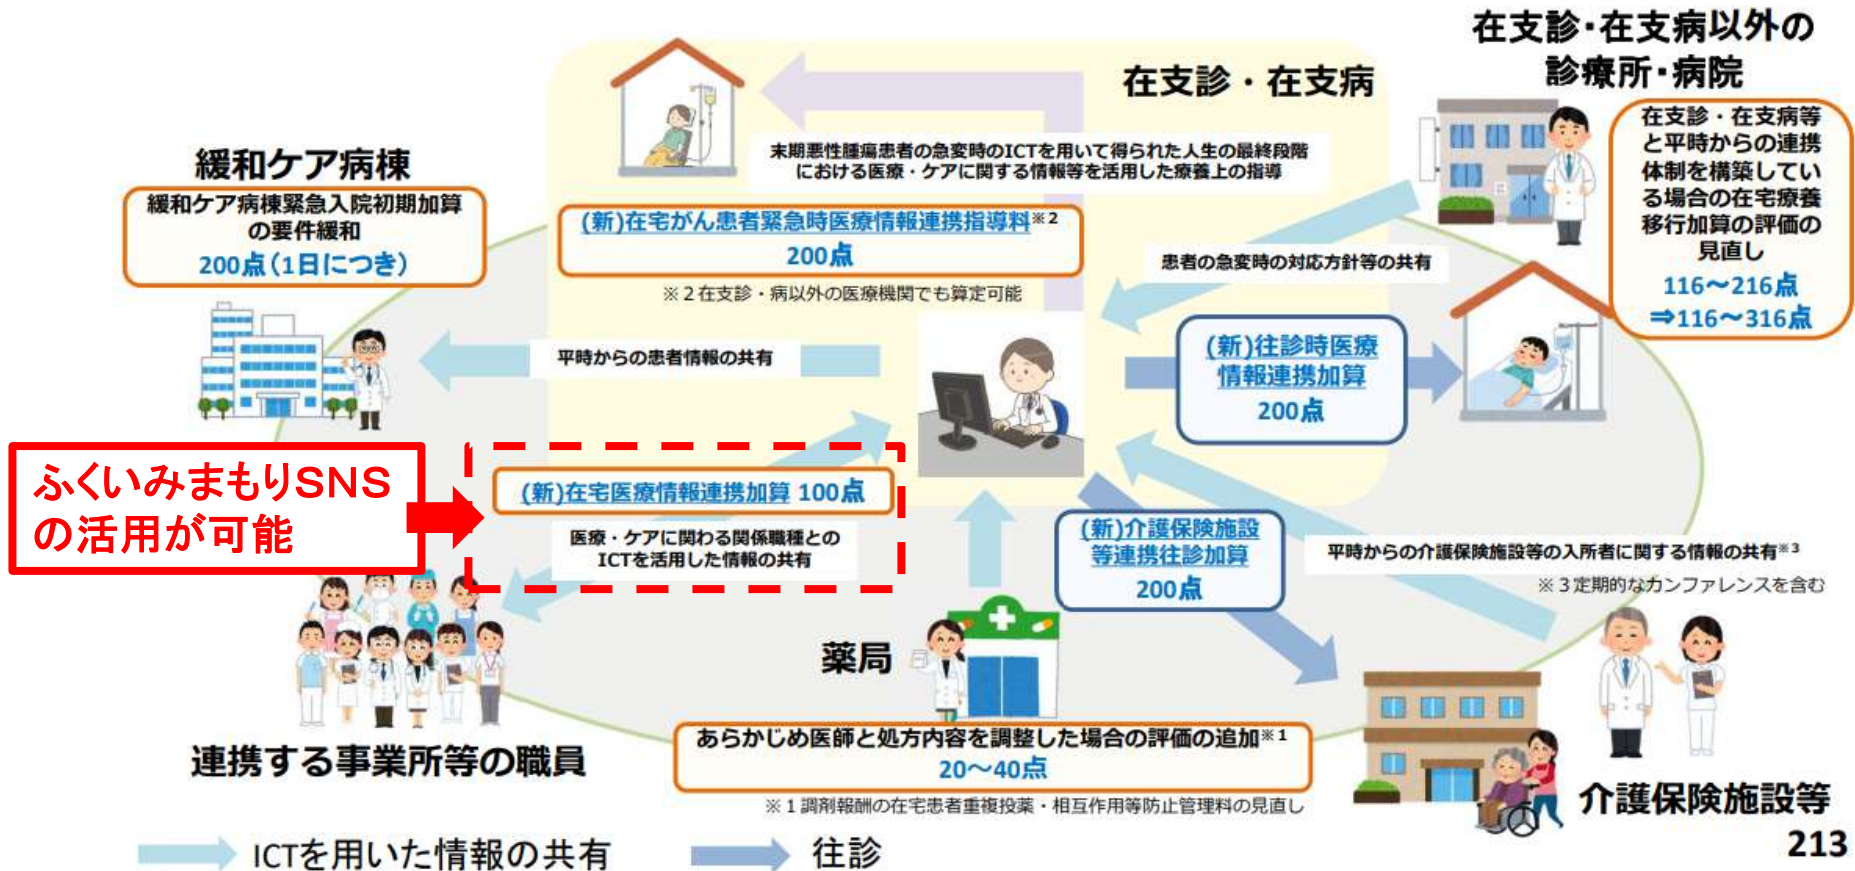 在支診・在支病以外の
診療所・病院
在支診・在支病等
と平時からの連携
体制を構築してい
る場合の在宅療養
移行加算の評価の
見直し
116～216点
⇒116～316点
在支診・在支病
末期悪性腫瘍患者の急変時のICTを用いて得られた人生の最終段階
における医療・ケアに関する情報等を活用した療養上の指導
緩和ケア病棟
緩和ケア病棟緊急入院初期加算
の要件緩和
200点(1日につき)
(新)在宅がん患者緊急時医療情報連携指導料※2
200点
※2在支診・病以外の医療機関でも算定可能
患者の急変時の対応方針等の共有
平時からの患者情報の共有
(新)往診時医療
情報連携加算
200点
ふくいみまもりSNS
の活用が可能
(新)在宅医療情報連携加算 100点
医療・ケアに関わる関係職種との
ICTを活用した情報の共有
(新)介護保険施設
等連携往診加算
200点
平時からの介護保険施設等の入所者に関する情報の共有※3
※3定期的なカンファレンスを含む
薬局
連携する事業所等の職員
あらかじめ医師と処方内容を調整した場合の評価の追加※1
20～40点
※1調剤報酬の在宅患者重複投薬・相互作用等防止管理料の見直し
介護保険施設等
ICTを用いた情報の共有
往診
213